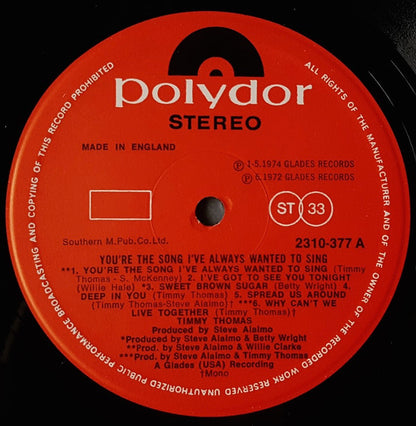 polydor
STEREO
MADE IN ENGLAND
Ⓟ 1-5.1974 GLADES RECORDS
Ⓟ 6.1972 GLADES RECORDS
ST 33
Southern M.Pub.Co.Ltd.
2310-377 A
YOU'RE THE SONG I'VE ALWAYS WANTED TO SING
**1. YOU'RE THE SONG I'VE ALWAYS WANTED TO SING (Timmy
Thomas - S. McKenney) 2. I'VE GOT TO SEE YOU TONIGHT
(Willie Hale) *3. SWEET BROWN SUGAR (Betty Wright) 4.
DEEP IN YOU (Timmy Thomas) 5. SPREAD US AROUND
(Timmy Thomas-Steve Alaimo) ***6. WHY CAN'T WE
LIVE TOGETHER (Timmy Thomas)†
TIMMY THOMAS
Produced by Steve Alaimo
*Produced by Steve Alaimo & Betty Wright
**Prod. by Steve Alaimo & Willie Clarke
***Prod. by Steve Alaimo & Timmy Thomas
A Glades (USA) Recording
†Mono
ALL RIGHTS OF THE MANUFACTURER AND OF THE OWNER OF THE RECORDED WORK RESERVED UNAUTHORIZED PUBLIC PERFORMANCE BROADCASTING AND COPYING OF THIS RECORD PROHIBITED